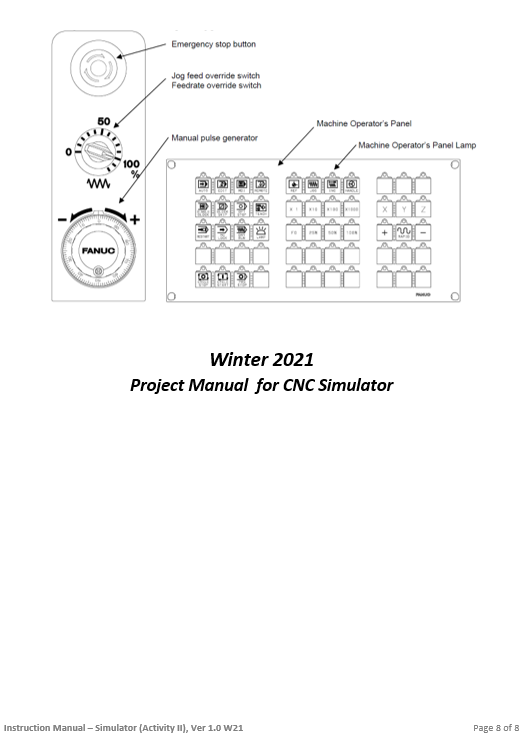 Emergency stop button
Jog feed override switch
Feedrate override switch
50
0
100
%
Manual pulse generator
Machine Operator's Panel
Machine Operator's Panel Lamp
− +
FANUC
X Y Z
+ −
FANUC
Winter 2021
Project Manual for CNC Simulator
Instruction Manual – Simulator (Activity II), Ver 1.0 W21
Page 8 of 8